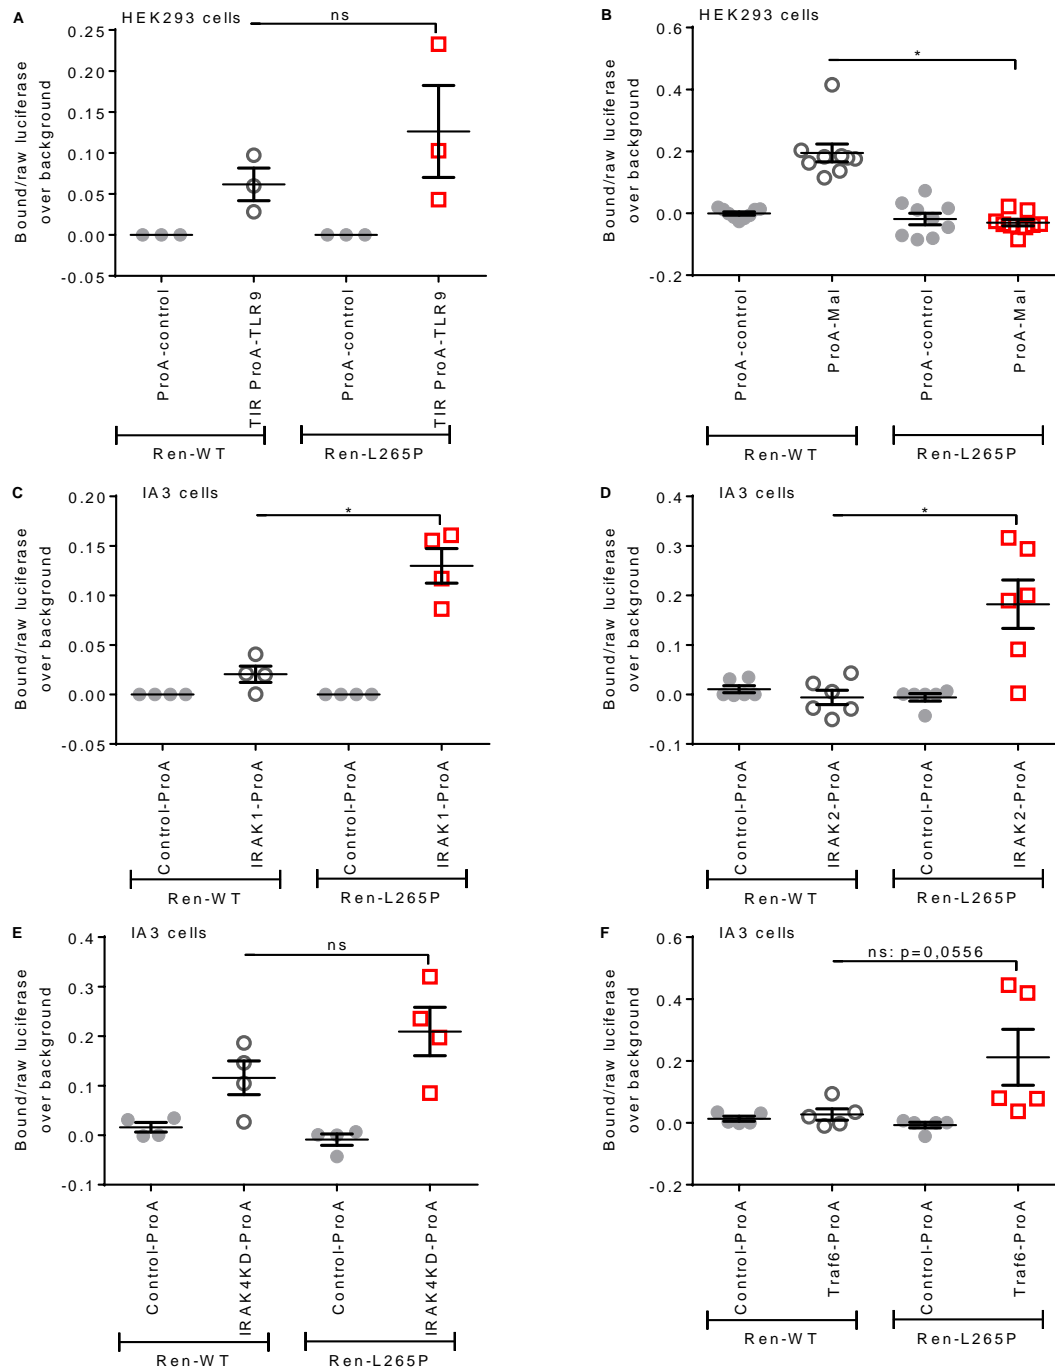 A
HEK293 cells
ns
Bound/raw luciferase
over background
0.25
0.20
0.15
0.10
0.05
0.00
-0.05
ProA-control
TIR ProA-TLR9
ProA-control
TIR ProA-TLR9
Ren-WT
Ren-L265P
B
HEK293 cells
*
Bound/raw luciferase
over background
0.6
0.4
0.2
0.0
-0.2
ProA-control
ProA-Mal
ProA-control
ProA-Mal
Ren-WT
Ren-L265P
C
IA3 cells
*
Bound/raw luciferase
over background
0.20
0.15
0.10
0.05
0.00
-0.05
Control-ProA
IRAK1-ProA
Control-ProA
IRAK1-ProA
Ren-WT
Ren-L265P
D
IA3 cells
*
Bound/raw luciferase
over background
0.4
0.3
0.2
0.1
0.0
-0.1
Control-ProA
IRAK2-ProA
Control-ProA
IRAK2-ProA
Ren-WT
Ren-L265P
E
IA3 cells
ns
Bound/raw luciferase
over background
0.4
0.3
0.2
0.1
0.0
-0.1
Control-ProA
IRAK4KD-ProA
Control-ProA
IRAK4KD-ProA
Ren-WT
Ren-L265P
F
IA3 cells
ns: p=0,0556
Bound/raw luciferase
over background
0.6
0.4
0.2
0.0
-0.2
Control-ProA
Traf6-ProA
Control-ProA
Traf6-ProA
Ren-WT
Ren-L265P